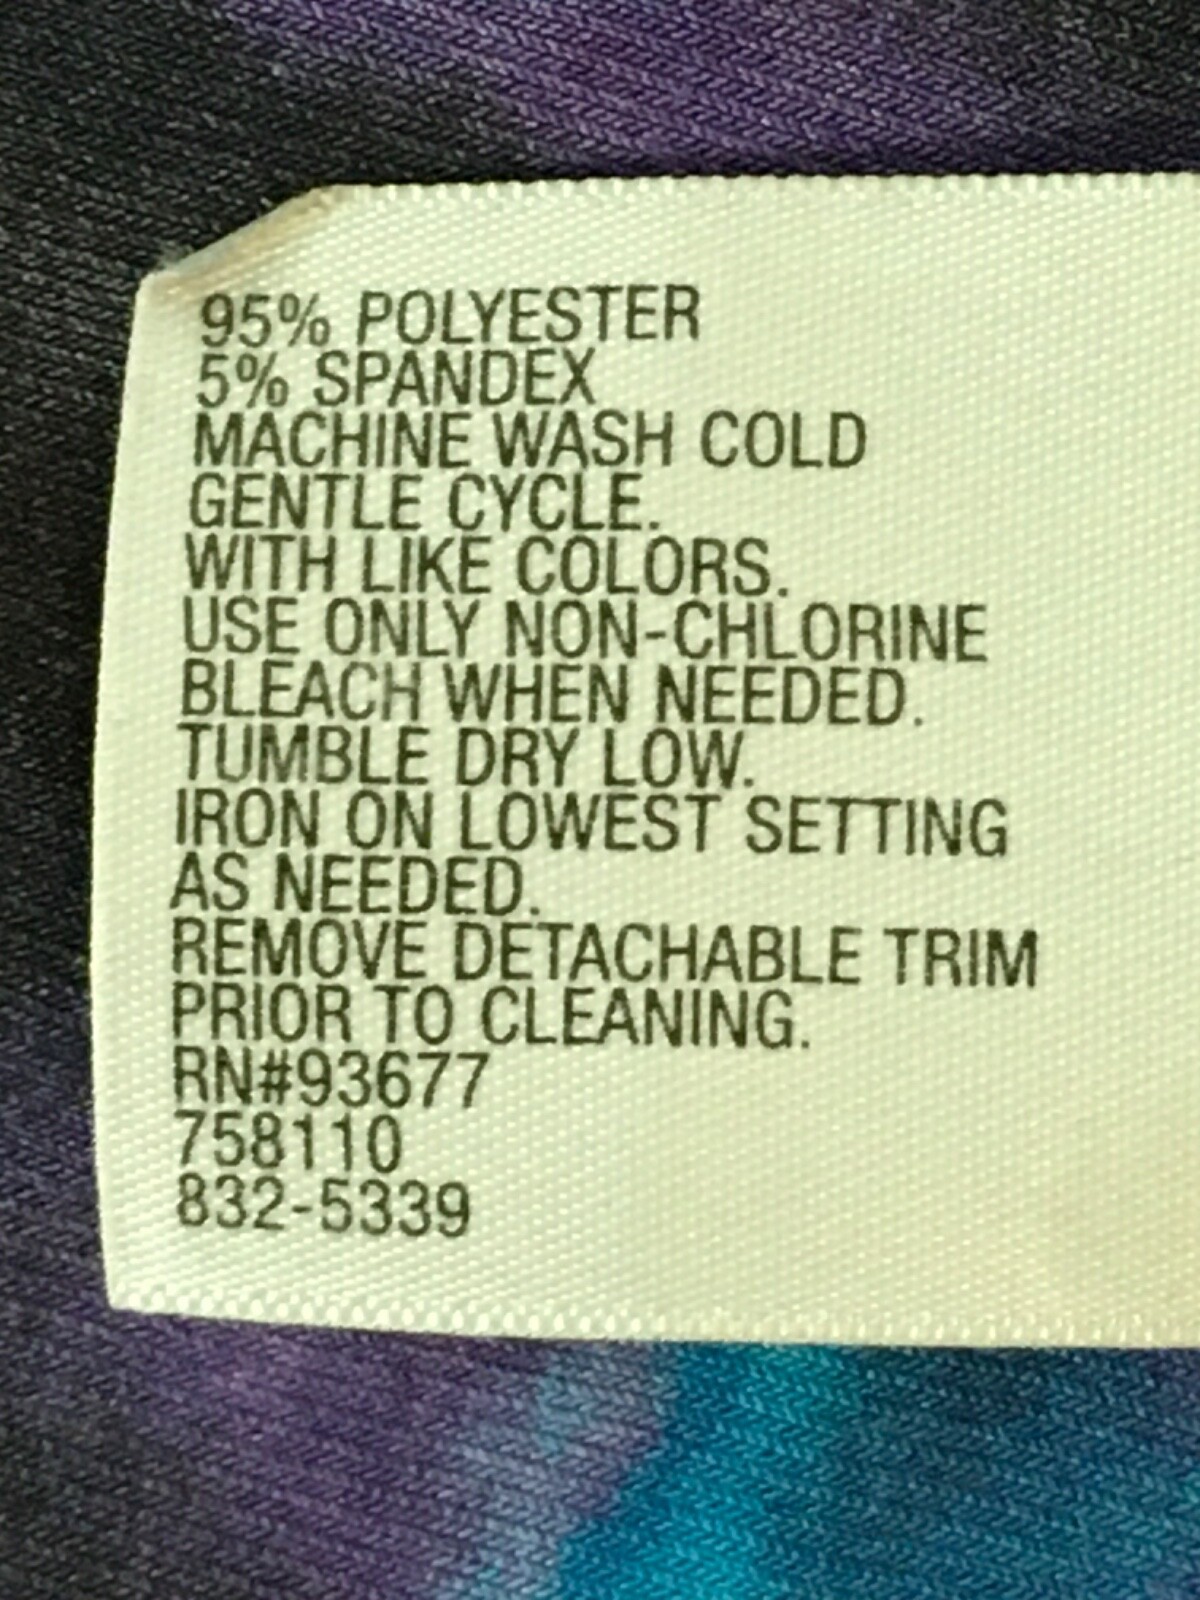 95% POLYESTER
5% SPANDEX
MACHINE WASH COLD
GENTLE CYCLE.
WITH LIKE COLORS.
USE ONLY NON-CHLORINE
BLEACH WHEN NEEDED.
TUMBLE DRY LOW.
IRON ON LOWEST SETTING
AS NEEDED.
REMOVE DETACHABLE TRIM
PRIOR TO CLEANING.
RN#93677
758110
832-5339